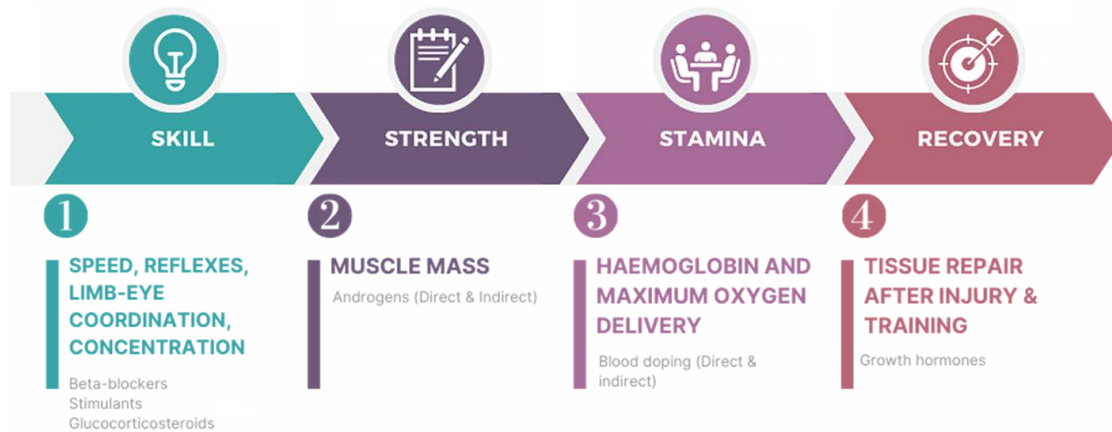 SKILL
STRENGTH
STAMINA
RECOVERY
1
SPEED, REFLEXES,
LIMB-EYE
COORDINATION,
CONCENTRATION
Beta-blockers
Stimulants
Glucocorticosteroids
2
MUSCLE MASS
Androgens (Direct & Indirect)
3
HAEMOGLOBIN AND
MAXIMUM OXYGEN
DELIVERY
Blood doping (Direct &
indirect)
4
TISSUE REPAIR
AFTER INJURY &
TRAINING
Growth hormones